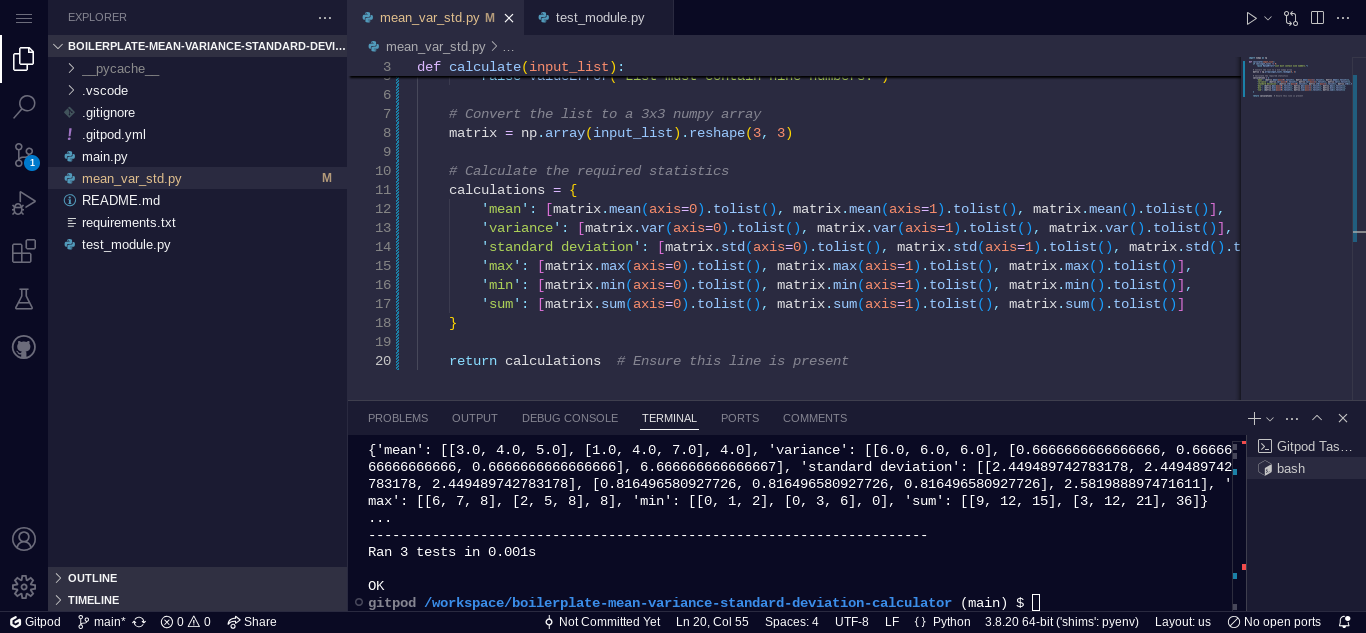 EXPLORER
BOILERPLATE-MEAN-VARIANCE-STANDARD-DEVI...
__pycache__
.vscode
.gitignore
.gitpod.yml
main.py
mean_var_std.py M
README.md
requirements.txt
test_module.py
OUTLINE
TIMELINE
1
mean_var_std.py M
test_module.py
mean_var_std.py > ...
3 def calculate(input_list):
6
7 # Convert the list to a 3x3 numpy array
8 matrix = np.array(input_list).reshape(3, 3)
9
10 # Calculate the required statistics
11 calculations = {
12 'mean': [matrix.mean(axis=0).tolist(), matrix.mean(axis=1).tolist(), matrix.mean().tolist()],
13 'variance': [matrix.var(axis=0).tolist(), matrix.var(axis=1).tolist(), matrix.var().tolist()],
14 'standard deviation': [matrix.std(axis=0).tolist(), matrix.std(axis=1).tolist(), matrix.std().t
15 'max': [matrix.max(axis=0).tolist(), matrix.max(axis=1).tolist(), matrix.max().tolist()],
16 'min': [matrix.min(axis=0).tolist(), matrix.min(axis=1).tolist(), matrix.min().tolist()],
17 'sum': [matrix.sum(axis=0).tolist(), matrix.sum(axis=1).tolist(), matrix.sum().tolist()]
18 }
19
20 return calculations # Ensure this line is present
PROBLEMS OUTPUT DEBUG CONSOLE TERMINAL PORTS COMMENTS
{'mean': [[3.0, 4.0, 5.0], [1.0, 4.0, 7.0], 4.0], 'variance': [[6.0, 6.0, 6.0], [0.6666666666666666, 0.66666
66666666666, 0.6666666666666666], 6.666666666666667], 'standard deviation': [[2.449489742783178, 2.449489742
783178, 2.449489742783178], [0.816496580927726, 0.816496580927726, 0.816496580927726], 2.581988897471611], '
max': [[6, 7, 8], [2, 5, 8], 8], 'min': [[0, 1, 2], [0, 3, 6], 0], 'sum': [[9, 12, 15], [3, 12, 21], 36]}
...
----------------------------------------------------------------------
Ran 3 tests in 0.001s
OK
gitpod /workspace/boilerplate-mean-variance-standard-deviation-calculator (main) $
Gitpod Tas...
bash
Gitpod main* 0 0 Share Not Committed Yet Ln 20, Col 55 Spaces: 4 UTF-8 LF { } Python 3.8.20 64-bit ('shims': pyenv) Layout: us No open ports